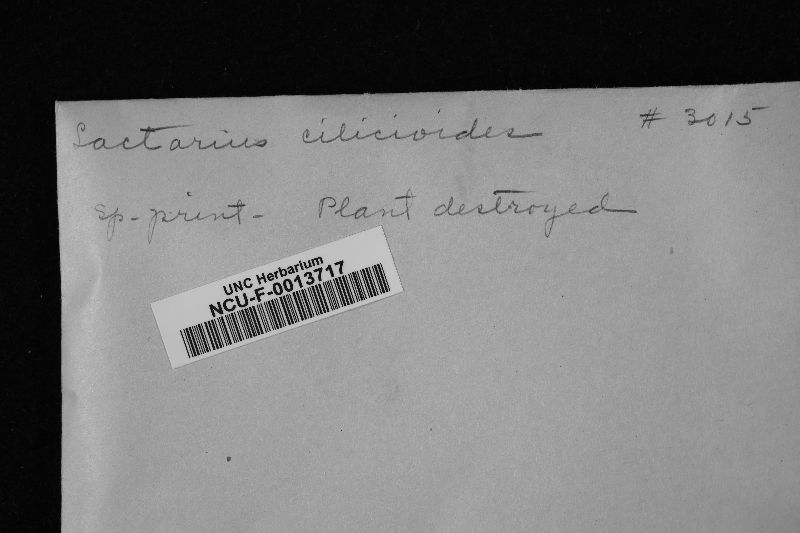 Lactarius cilicioides # 3015
Sp-print- Plant destroyed
UNC Herbarium
NCU-F-0013717